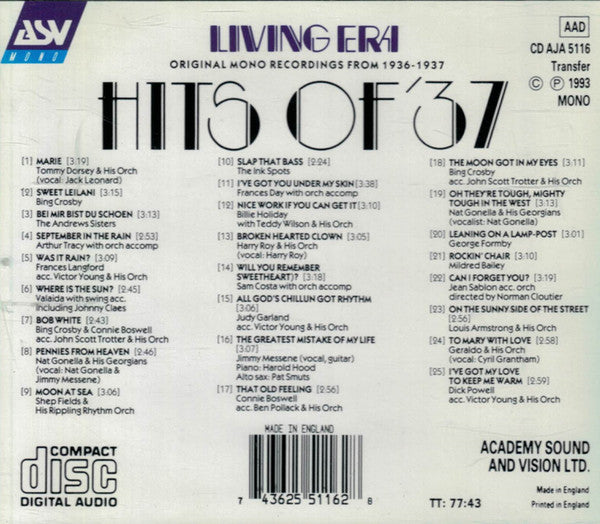 ASV
MONO
LIVING ERA
ORIGINAL MONO RECORDINGS FROM 1936-1937
HITS OF '37
AAD
CD AJA 5116
Transfer
© ℗ 1993
MONO
[1] MARIE [3:19]
Tommy Dorsey & His Orch
(vocal: Jack Leonard)
[2] SWEET LEILANI [3:15]
Bing Crosby
[3] BEI MIR BIST DU SCHOEN [3:13]
The Andrews Sisters
[4] SEPTEMBER IN THE RAIN [2:53]
Arthur Tracy with orch accomp
[5] WAS IT RAIN? [3:09]
Frances Langford
acc. Victor Young & His Orch
[6] WHERE IS THE SUN? [2:45]
Valaida with swing acc.
including Johnny Claes
[7] BOB WHITE [2:43]
Bing Crosby & Connie Boswell
acc. John Scott Trotter & His Orch
[8] PENNIES FROM HEAVEN [2:46]
Nat Gonella & His Georgians
(vocal: Nat Gonella &
Jimmy Messene)
[9] MOON AT SEA [3:06]
Shep Fields &
His Rippling Rhythm Orch
[10] SLAP THAT BASS [2:24]
The Ink Spots
[11] I'VE GOT YOU UNDER MY SKIN [3:38]
Frances Day with orch accomp
[12] NICE WORK IF YOU CAN GET IT [3:10]
Billie Holiday
with Teddy Wilson & His Orch
[13] BROKEN HEARTED CLOWN [3:05]
Harry Roy & His Orch
(vocal: Harry Roy)
[14] WILL YOU REMEMBER
SWEETHEART)? [3:18]
Sam Costa with orch accomp
[15] ALL GOD'S CHILLUN GOT RHYTHM
[3:06]
Judy Garland
acc. Victor Young & His Orch
[16] THE GREATEST MISTAKE OF MY LIFE
[3:07]
Jimmy Messene (vocal, guitar)
Piano: Harold Hood
Alto sax: Pat Smuts
[17] THAT OLD FEELING [2:56]
Connie Boswell
acc. Ben Pollack & His Orch
[18] THE MOON GOT IN MY EYES [3:11]
Bing Crosby
acc. John Scott Trotter & His Orch
[19] OH THEY'RE TOUGH, MIGHTY
TOUGH IN THE WEST [3:13]
Nat Gonella & His Georgians
(vocalist: Nat Gonella)
[20] LEANING ON A LAMP-POST [3:01]
George Formby
[21] ROCKIN' CHAIR [3:10]
Mildred Bailey
[22] CAN I FORGET YOU? [3:19]
Jean Sablon acc. orch
directed by Norman Cloutier
[23] ON THE SUNNY SIDE OF THE STREET
[2:56]
Louis Armstrong & His Orch
[24] TO MARY WITH LOVE [2:58]
Geraldo & His Orch
(vocal: Cyril Grantham)
[25] I'VE GOT MY LOVE
TO KEEP ME WARM [2:59]
Dick Powell
acc. Victor Young & His Orch
COMPACT
disc
DIGITAL AUDIO
MADE IN ENGLAND
7 43625 51162 8
ACADEMY SOUND
AND VISION LTD.
TT: 77:43
Made in England
Printed in England